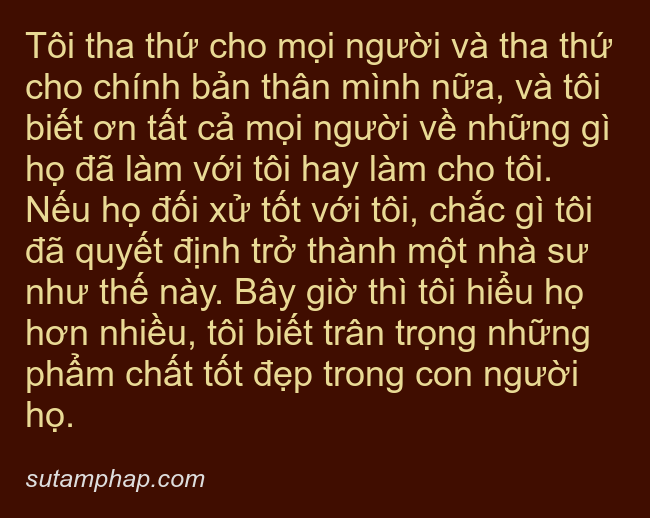 Tôi tha thứ cho mọi người và tha thứ
cho chính bản thân mình nữa, và tôi
biết ơn tất cả mọi người về những gì
họ đã làm với tôi hay làm cho tôi.
Nếu họ đối xử tốt với tôi, chắc gì tôi
đã quyết định trở thành một nhà sư
như thế này. Bây giờ thì tôi hiểu họ
hơn nhiều, tôi biết trân trọng những
phẩm chất tốt đẹp trong con người
họ.
sutamphap.com